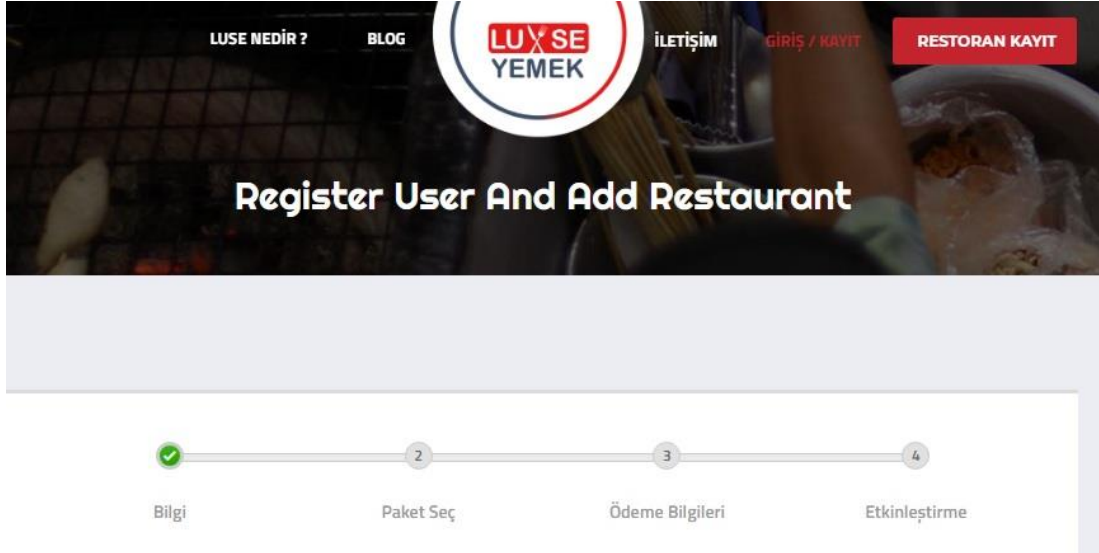 LUSE NEDİR ?
BLOG
LUXSE
YEMEK
İLETİŞİM
GİRİŞ / KAYIT
RESTORAN KAYIT
Register User And Add Restaurant
2
3
4
Bilgi
Paket Seç
Ödeme Bilgileri
Etkinleştirme